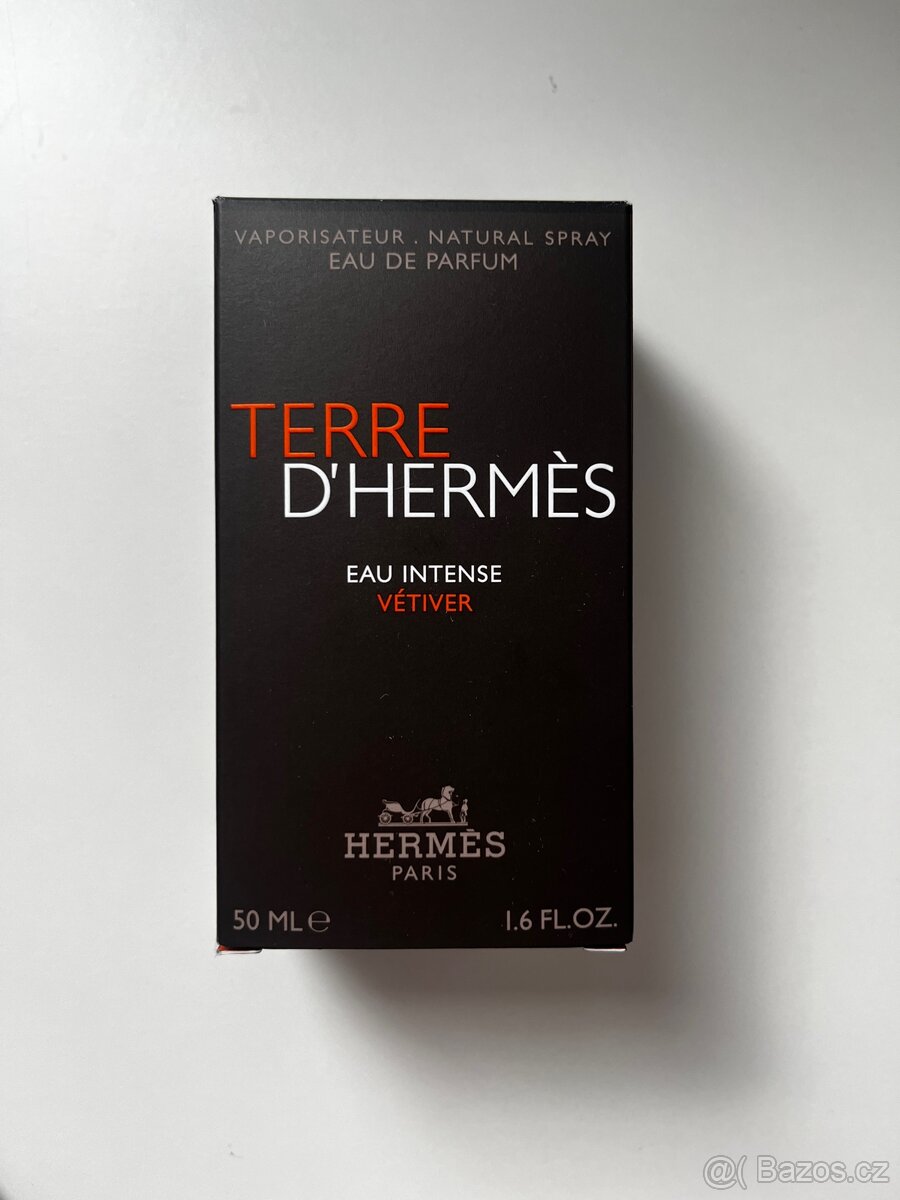 VAPORISATEUR . NATURAL SPRAY
EAU DE PARFUM
TERRE
D'HERMÈS
EAU INTENSE
VÉTIVER
HERMÈS
PARIS
50 ML℮ 1.6 FL.OZ.
@( Bazos.cz